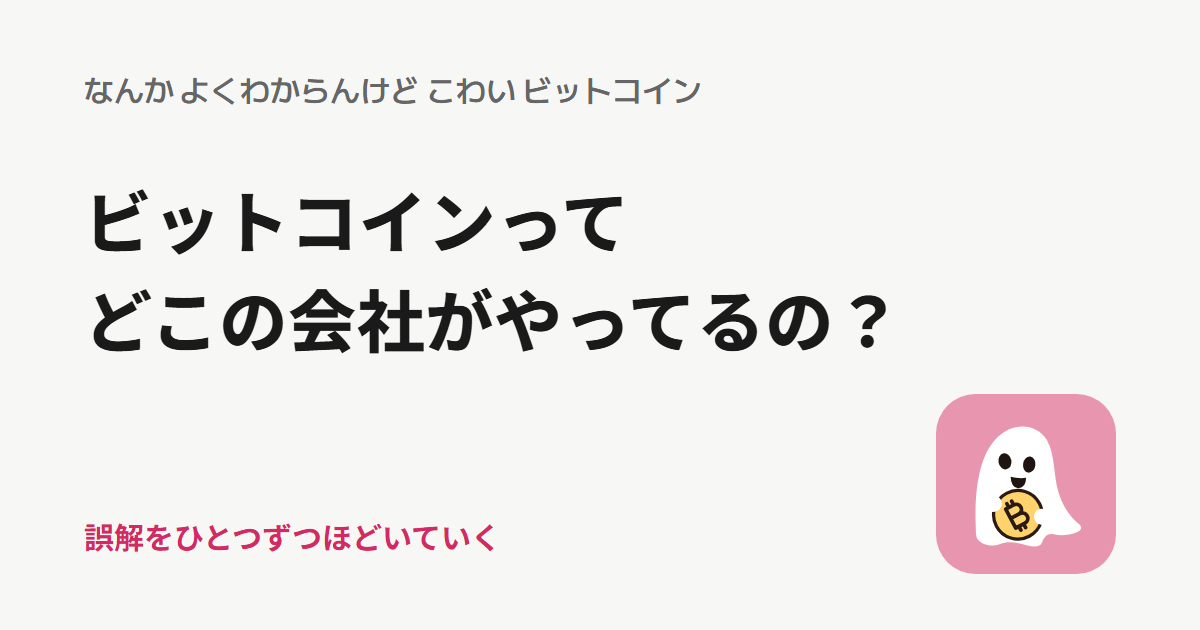 なんか よくわからんけど こわい ビットコイン
ビットコインって
どこの会社がやってるの？
誤解をひとつずつほどいていく